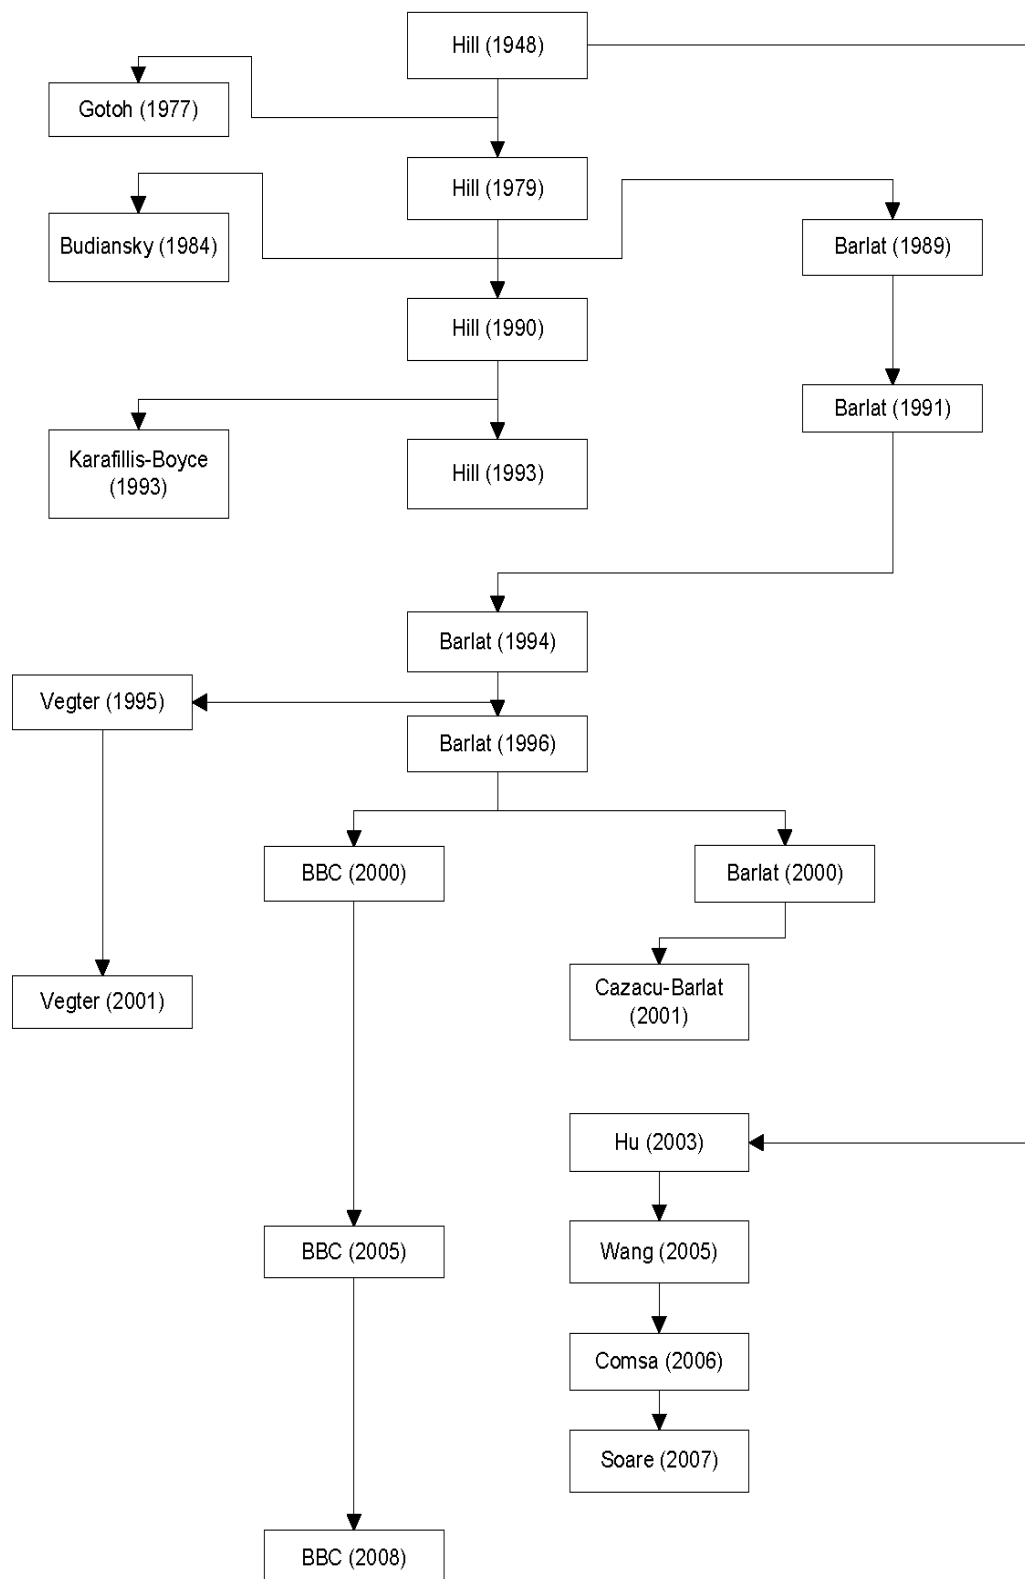 Hill (1948)
Gotoh (1977)
Hill (1979)
Budiansky (1984)
Barlat (1989)
Hill (1990)
Barlat (1991)
Karafillis-Boyce
(1993)
Hill (1993)
Barlat (1994)
Vegter (1995)
Barlat (1996)
BBC (2000)
Barlat (2000)
Vegter (2001)
Cazacu-Barlat
(2001)
Hu (2003)
BBC (2005)
Wang (2005)
Comsa (2006)
Soare (2007)
BBC (2008)